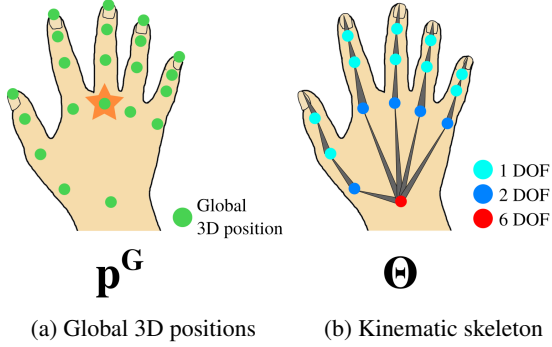 Global
3D position
1 DOF
2 DOF
6 DOF
p^G
Θ
(a) Global 3D positions
(b) Kinematic skeleton